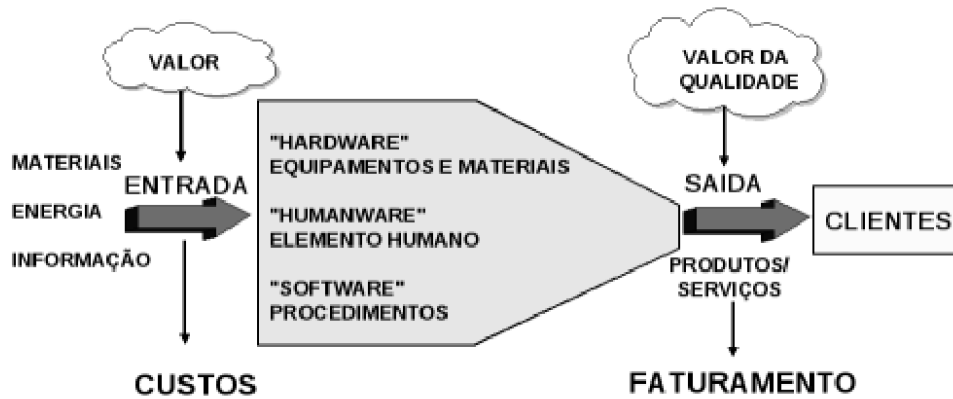 VALOR
MATERIAIS
ENERGIA
INFORMAÇÃO
ENTRADA
CUSTOS
"HARDWARE"
EQUIPAMENTOS E MATERIAIS
"HUMANWARE"
ELEMENTO HUMANO
"SOFTWARE"
PROCEDIMENTOS
VALOR DA
QUALIDADE
SAIDA
PRODUTOS/
SERVIÇOS
FATURAMENTO
CLIENTES